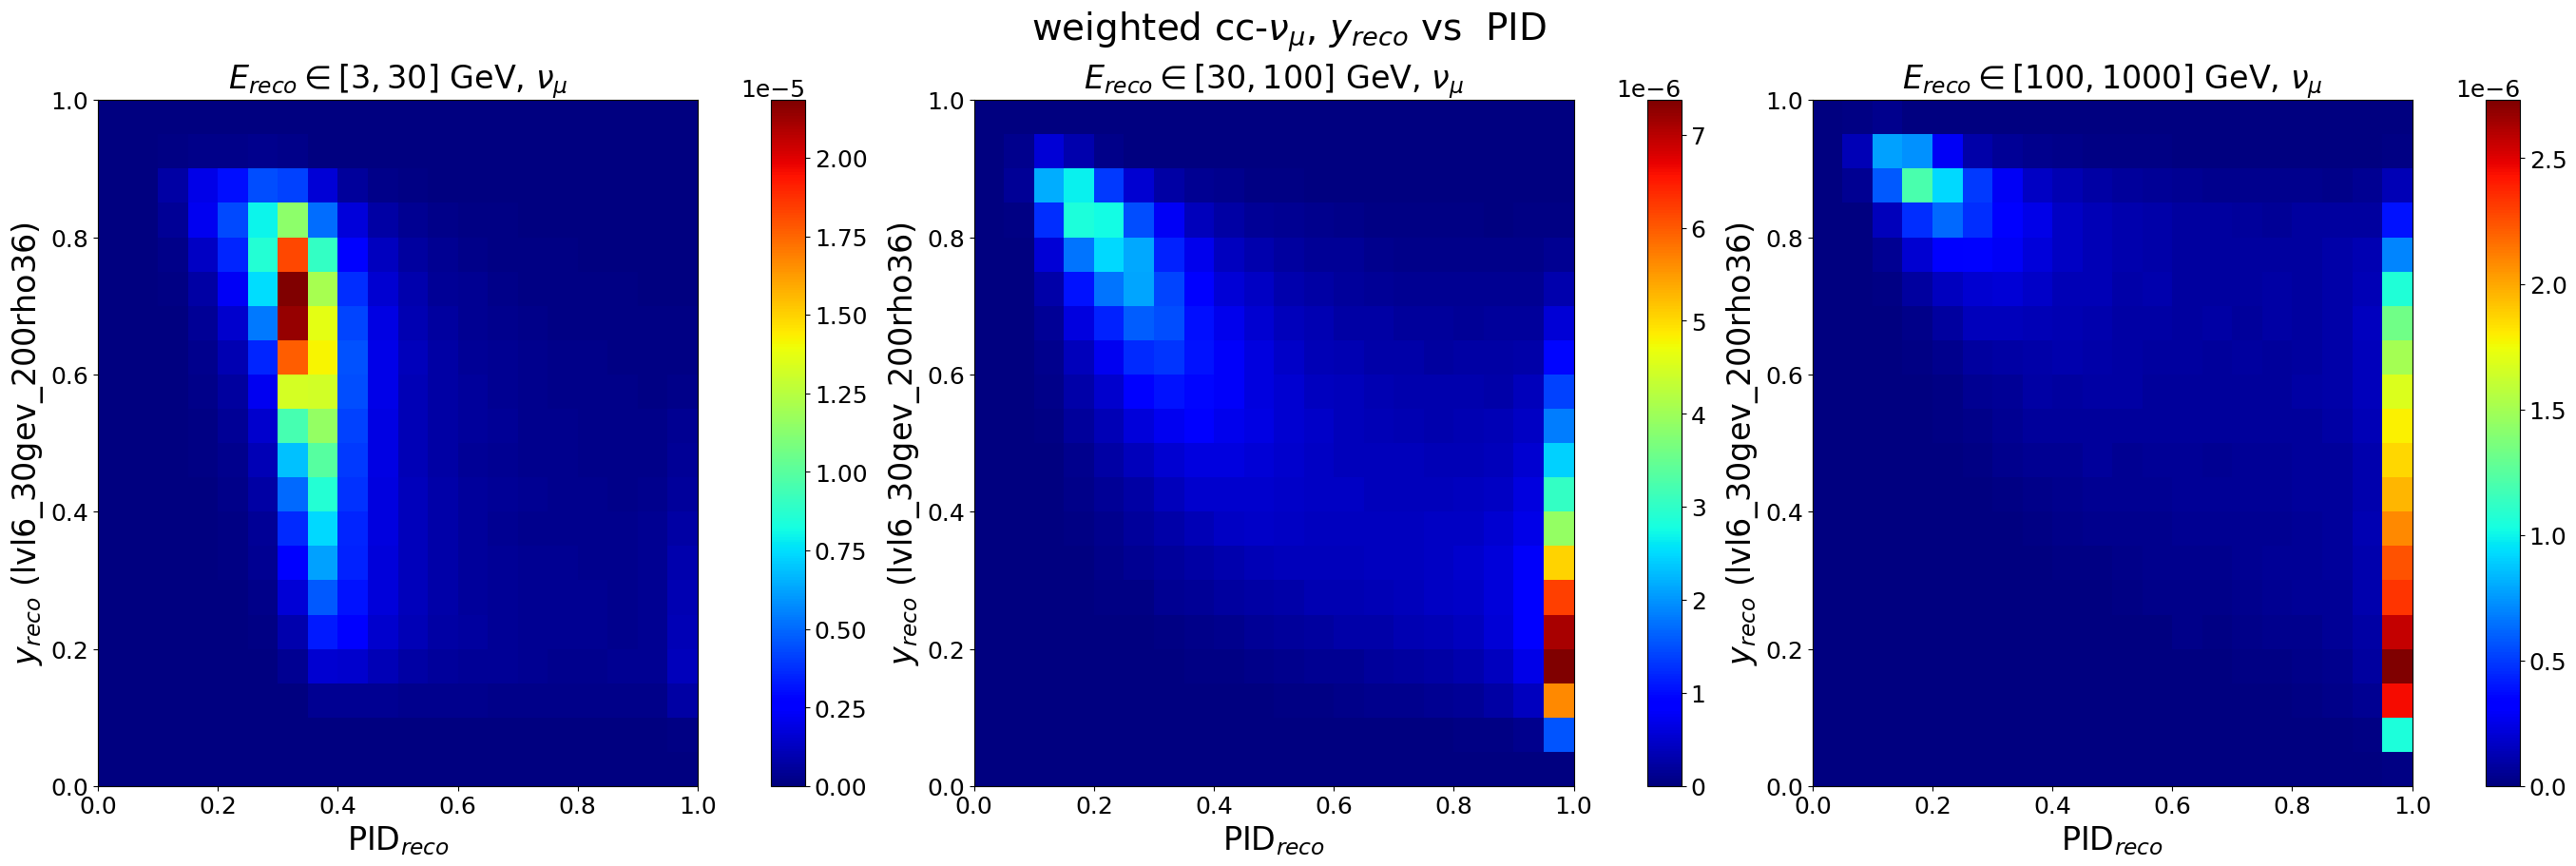 weighted cc-νμ, yreco vs PID
Ereco ∈ [3, 30] GeV, νμ
1e−5
yreco (lvl6_30gev_200rho36)
1.0
0.8
0.6
0.4
0.2
0.0
0.0 0.2 0.4 0.6 0.8 1.0
PIDreco
2.00
1.75
1.50
1.25
1.00
0.75
0.50
0.25
0.00
Ereco ∈ [30, 100] GeV, νμ
1e−6
yreco (lvl6_30gev_200rho36)
1.0
0.8
0.6
0.4
0.2
0.0
0.0 0.2 0.4 0.6 0.8 1.0
PIDreco
7
6
5
4
3
2
1
0
Ereco ∈ [100, 1000] GeV, νμ
1e−6
yreco (lvl6_30gev_200rho36)
1.0
0.8
0.6
0.4
0.2
0.0
0.0 0.2 0.4 0.6 0.8 1.0
PIDreco
2.5
2.0
1.5
1.0
0.5
0.0